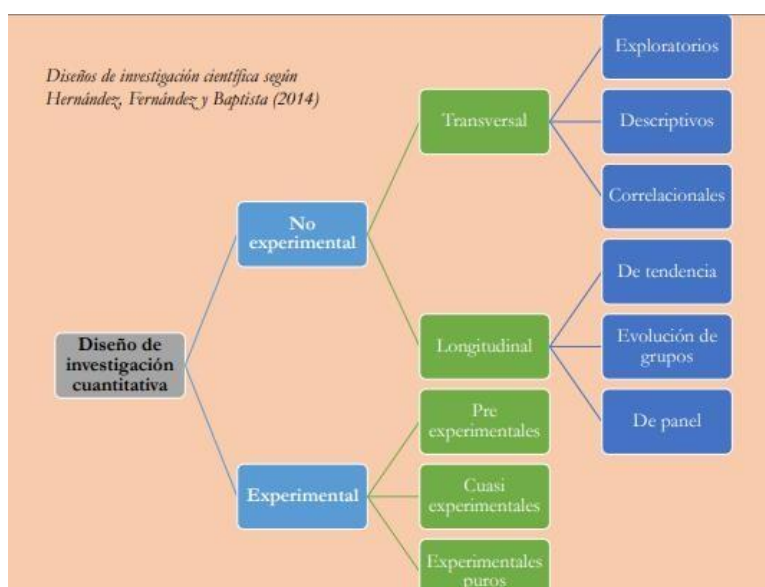 Diseños de investigación científica según
Hernández, Fernández y Baptista (2014)
Diseño de
investigación
cuantitativa
No
experimental
Transversal
Exploratorios
Descriptivos
Correlacionales
Longitudinal
De tendencia
Evolución de
grupos
De panel
Experimental
Pre
experimentales
Cuasi
experimentales
Experimentales
puros